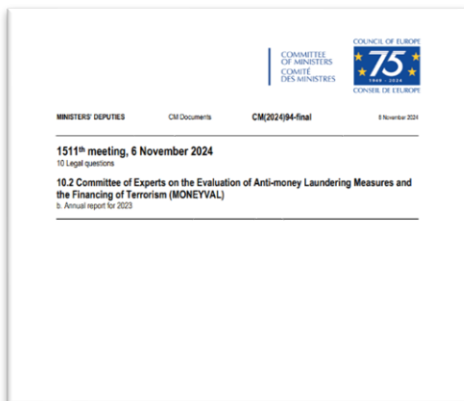 COUNCIL OF EUROPE
COMMITTEE
OF MINISTERS
COMITÉ
DES MINISTRES
75
1949 - 2024
CONSEIL DE L'EUROPE
MINISTERS' DEPUTIES CM Documents CM(2024)94-final 6 November 2024
1511th meeting, 6 November 2024
10 Legal questions
10.2 Committee of Experts on the Evaluation of Anti-money Laundering Measures and
the Financing of Terrorism (MONEYVAL)
b. Annual report for 2023